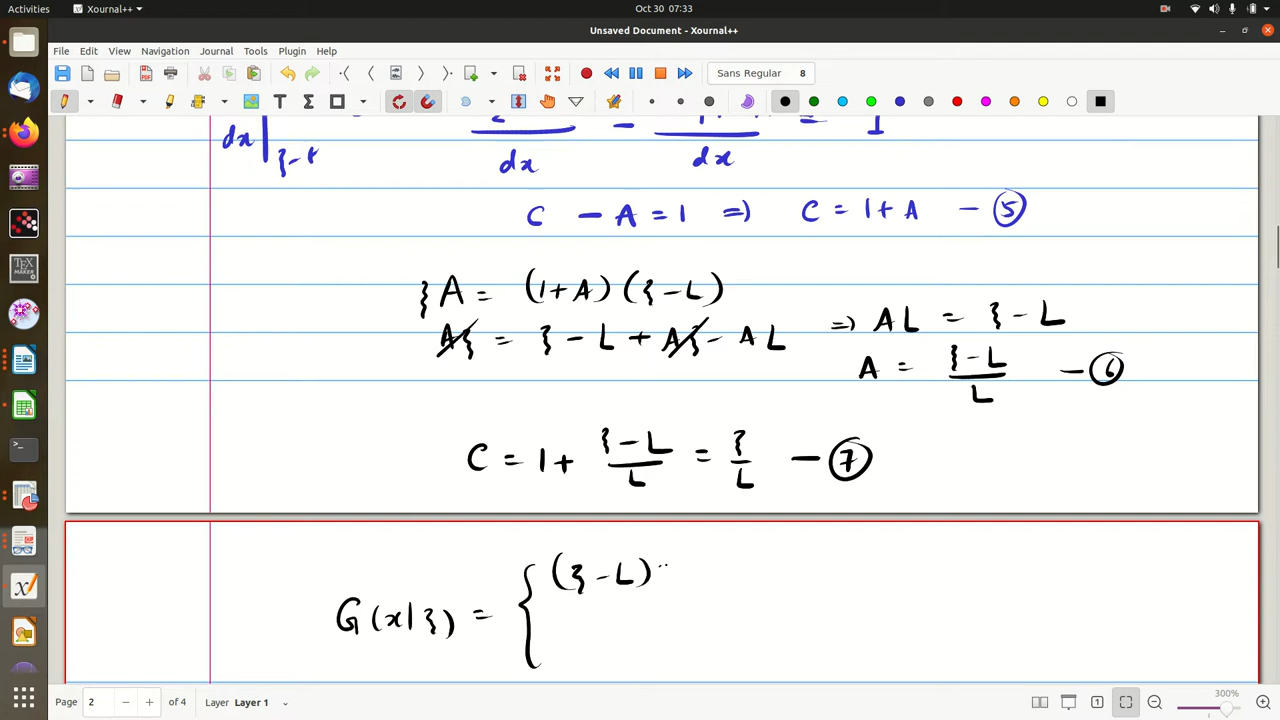 Activities Xournal++ Oct 30 07:33
Unsaved Document - Xournal++
File Edit View Navigation Journal Tools Plugin Help
Sans Regular 8
dx ξ-t dx dx 1
C - A = 1 ⇒ C = 1 + A - ⑤
ξA = (1+A)(ξ-L)
Aξ = ξ - L + Aξ - AL ⇒ AL = ξ - L
A = (ξ-L)/L - ⑥
C = 1 + (ξ-L)/L = ξ/L - ⑦
G(x|ξ) = { (ξ-L)
Page 2 of 4 Layer Layer 1 300%